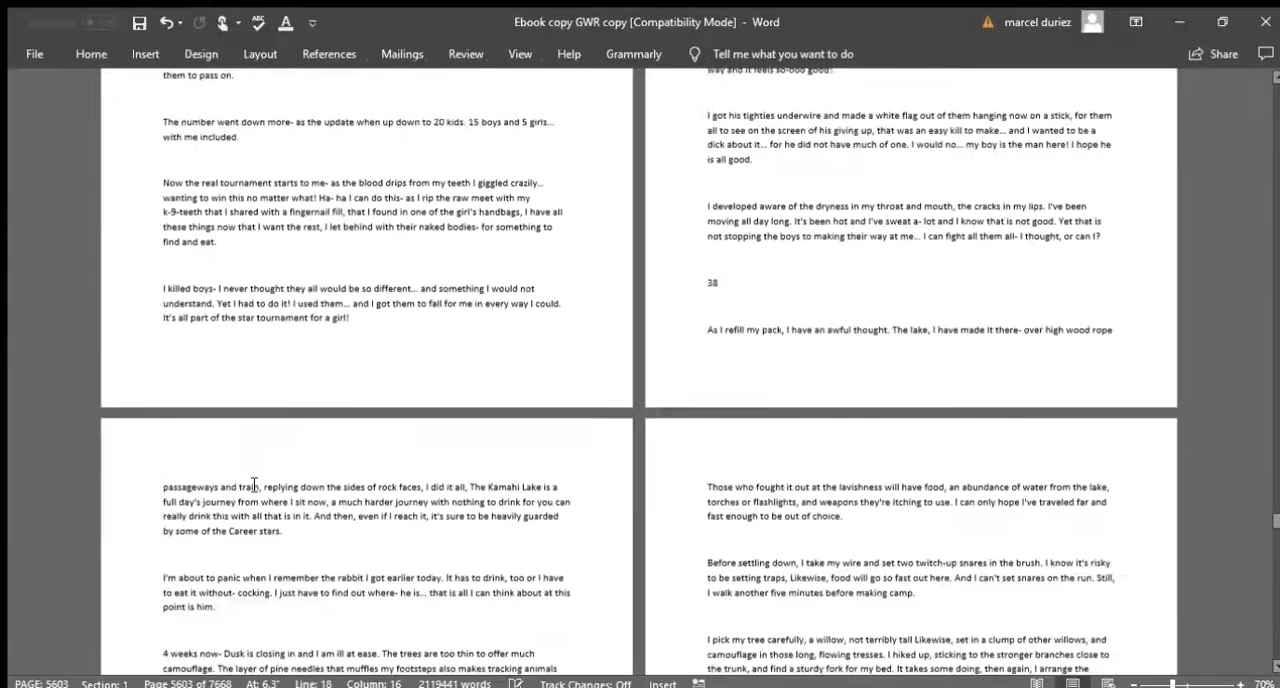 Ebook copy GWR copy [Compatibility Mode] - Word
marcel duriez
File Home Insert Design Layout References Mailings Review View Help Grammarly Tell me what you want to do Share
them to pass on.
The number went down more- as the update when up down to 20 kids. 15 boys and 5 girls...
with me included.
Now the real tournament starts to me- as the blood drips from my teeth I giggled crazily...
wanting to win this no matter what! Ha- ha I can do this- as I rip the raw meet with my
k-9-teeth that I shared with a fingernail fill, that I found in one of the girl's handbags, I have all
these things now that I want the rest, I let behind with their naked bodies- for something to
find and eat.
I killed boys- I never thought they all would be so different... and something I would not
understand. Yet I had to do it! I used them... and I got them to fall for me in every way I could.
It's all part of the star tournament for a girl!
way and it feels so-ooo good!
I got his tighties underwire and made a white flag out of them hanging now on a stick, for them
all to see on the screen of his giving up, that was an easy kill to make... and I wanted to be a
dick about it... for he did not have much of one. I would no... my boy is the man here! I hope he
is all good.
I developed aware of the dryness in my throat and mouth, the cracks in my lips. I've been
moving all day long. It's been hot and I've sweat a- lot and I know that is not good. Yet that is
not stopping the boys to making their way at me... I can fight all them all- I thought, or can I?
38
As I refill my pack, I have an awful thought. The lake, I have made it there- over high wood rope
passageways and train, replying down the sides of rock faces, I did it all, The Kamahi Lake is a
full day's journey from where I sit now, a much harder journey with nothing to drink for you can
really drink this with all that is in it. And then, even if I reach it, it's sure to be heavily guarded
by some of the Career stars.
I'm about to panic when I remember the rabbit I got earlier today. It has to drink, too or I have
to eat it without- cocking. I just have to find out where- he is... that is all I can think about at this
point is him.
4 weeks now- Dusk is closing in and I am ill at ease. The trees are too thin to offer much
camouflage. The layer of pine needles that muffles my footsteps also makes tracking animals
Those who fought it out at the lavishness will have food, an abundance of water from the lake,
torches or flashlights, and weapons they're itching to use. I can only hope I've traveled far and
fast enough to be out of choice.
Before settling down, I take my wire and set two twitch-up snares in the brush. I know it's risky
to be setting traps, Likewise, food will go so fast out here. And I can't set snares on the run. Still,
I walk another five minutes before making camp.
I pick my tree carefully, a willow, not terribly tall Likewise, set in a clump of other willows, and
camouflage in those long, flowing tresses. I hiked up, sticking to the stronger branches close to
the trunk, and find a sturdy fork for my bed. It takes some doing, then again, I arrange the
PAGE: 5603 Section: 1 Page 5603 of 7668 At: 6.3" Line: 18 Column: 16 2119441 words Track Changes: Off Insert 70%